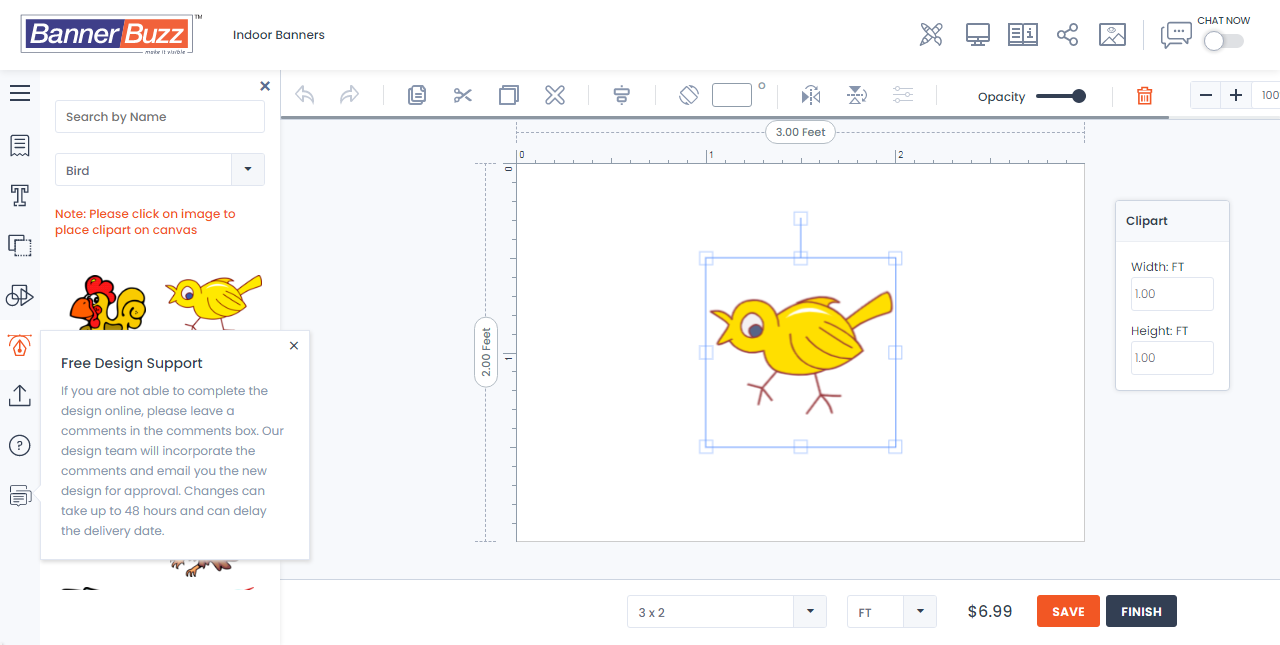 BannerBuzz™
make it visible
Indoor Banners
CHAT NOW
×
Search by Name
Bird
Note: Please click on image to
place clipart on canvas
Opacity
100
3.00 Feet
0 1 2
0
1
2.00 Feet
Clipart
Width: FT
1.00
Height: FT
1.00
×
Free Design Support
If you are not able to complete the
design online, please leave a
comments in the comments box. Our
design team will incorporate the
comments and email you the new
design for approval. Changes can
take up to 48 hours and can delay
the delivery date.
3 x 2
FT
$6.99
SAVE
FINISH